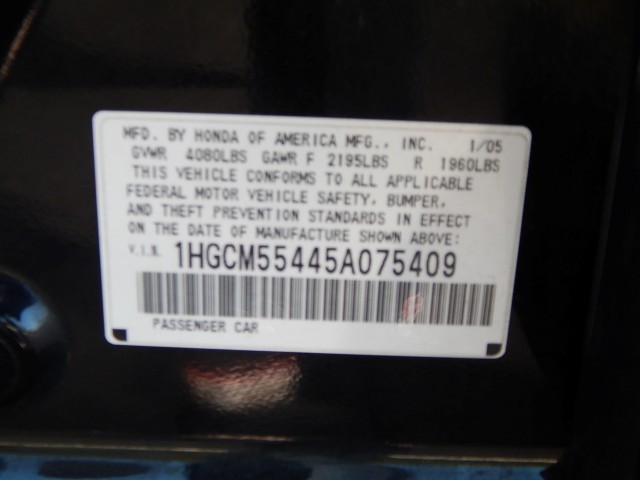 MFD. BY HONDA OF AMERICA MFG., INC. 1/05
GVWR 4080LBS GAWR F 2195LBS R 1960LBS
THIS VEHICLE CONFORMS TO ALL APPLICABLE
FEDERAL MOTOR VEHICLE SAFETY, BUMPER,
AND THEFT PREVENTION STANDARDS IN EFFECT
ON THE DATE OF MANUFACTURE SHOWN ABOVE:
V.I.N. 1HGCM55445A075409
PASSENGER CAR